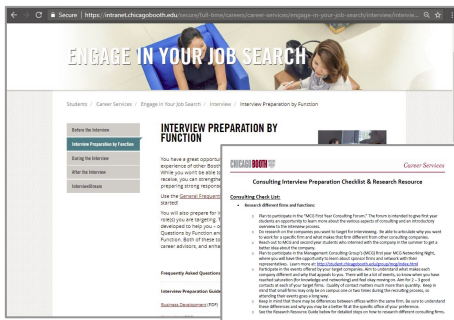 Secure | https://intranet.chicagobooth.edu/secure/full-time/careers/career-services/engage-in-your-job-search/interview/interview...
ENGAGE IN YOUR JOB SEARCH
Students / Career Services / Engage in Your Job Search / Interview / Interview Preparation by Function
Before the Interview
Interview Preparation by Function
During the Interview
After the Interview
InterviewStream
INTERVIEW PREPARATION BY
FUNCTION
You have a great opportu
experience of other Booth
While you won't be able to
receive, you can strengthe
preparing strong respons
Use the General Frequent
started!
You will also prepare for i
role(s) you are targeting. T
developed to help you - o
Questions by Function and
Function. Both of these to
career advisors, and enha
Frequently Asked Questions
Interview Preparation Guide
Business Development (PDF)
CHICAGO BOOTH
Career Services
Consulting Interview Preparation Checklist & Research Resource
Consulting Check List:
• Research different firms and functions:
o Plan to participate in the "MCG First Year Consulting Forum." The forum is intended to give first year
students an opportunity to learn more about the various aspects of consulting and an introductory
overview to the interview process.
o Do research on the companies you want to target for interviewing. Be able to articulate why you want
to work for a specific firm and what makes that firm different from other consulting companies.
o Reach out to MCG and second year students who interned with the company in the summer to get a
better idea about the company.
o Plan to participate in the Management Consulting Group's (MCG) first year MCG Networking Night,
where you will have the opportunity to learn about various firms and network with their
representatives. Learn more at: http://student.chicagobooth.edu/group/mcg/index.html
o Participate in the events offered by your target companies. Aim to understand what makes each
company different and why that appeals to you. There will be a lot of events, so know when you have
reached saturation (for knowledge and networking) and feel okay moving on. Aim for 2 – 3 good
contacts at each of your target firms. Quality of contact matters much more than quantity. Keep in
mind that small firms may only be on campus one or two times during the recruiting process, so
attending their events goes a long way.
o Keep in mind that there may be differences between offices within the same firm. Be sure to understand
these differences and why you may be a better fit at the specific office of your preference.
o See the Research Resource Guide below for detailed steps on how to research different consulting firms.